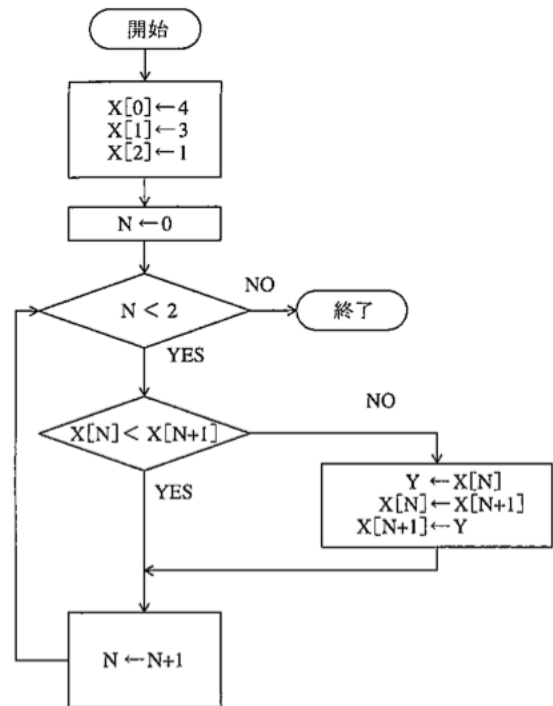 開始
X[0]←4
X[1]←3
X[2]←1
N←0
N < 2
NO
終了
YES
X[N]< X[N+1]
NO
YES
Y ←X[N]
X[N]←X[N+1]
X[N+1]←Y
N←N+1